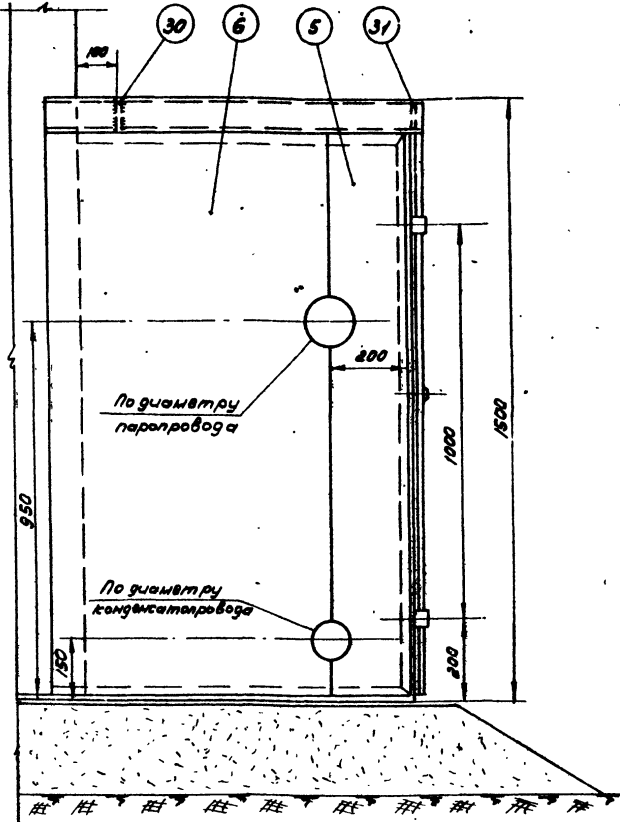 30 6 5 31
100
200
По диаметру
паропровода
950
1000
1500
По диаметру
конденсатопровода
150
200